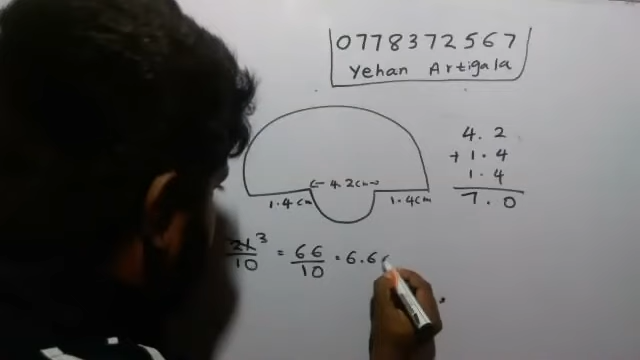 0778372567
Yehan Artigala
4.2
+ 1.4
1.4
7.0
4.2cm
1.4cm
1.4cm
21 3
10
= 66
10
= 6.6